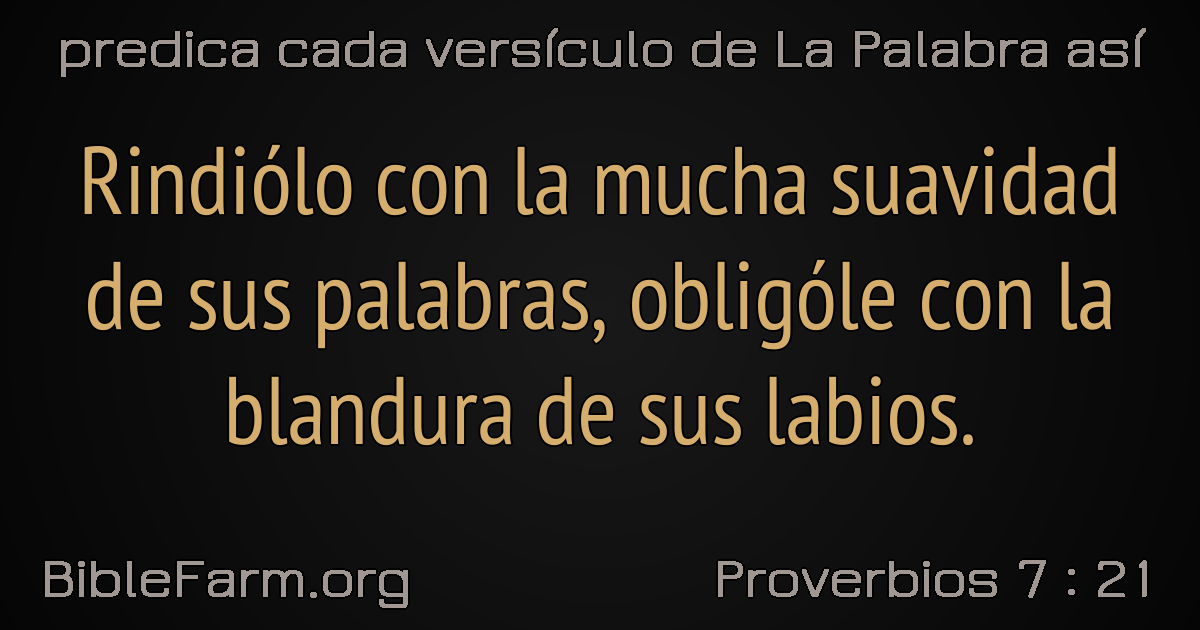 predica cada versículo de La Palabra así
Rindiólo con la mucha suavidad
de sus palabras, obligóle con la
blandura de sus labios.
BibleFarm.org
Proverbios 7 : 21